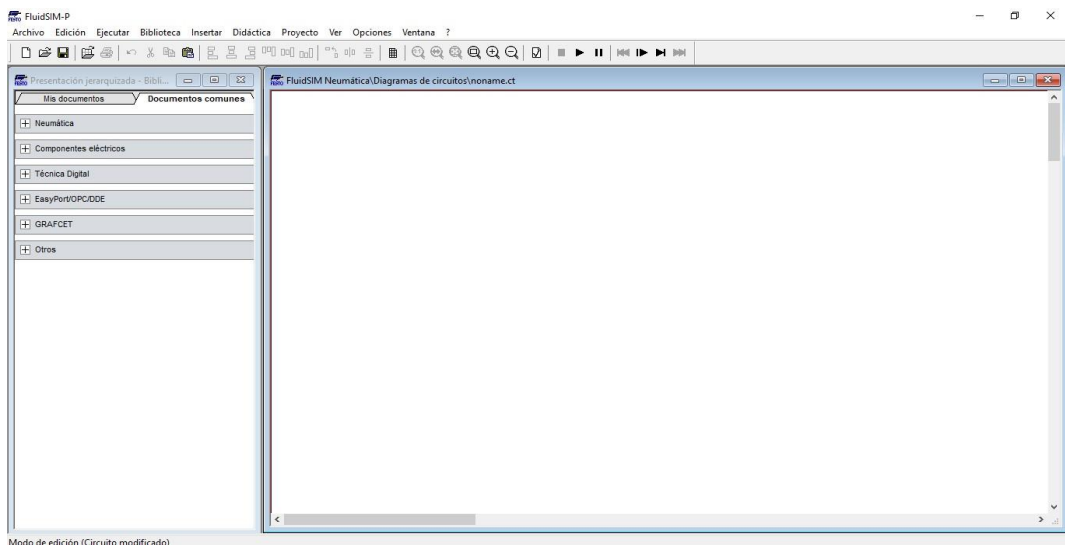 FluidSIM-P
Archivo Edición Ejecutar Biblioteca Insertar Didáctica Proyecto Ver Opciones Ventana ?
Presentación jerarquizada - Bibli...
Mis documentos Documentos comunes
Neumática
Componentes eléctricos
Técnica Digital
EasyPort/OPC/DDE
GRAFCET
Otros
FluidSIM Neumática\Diagramas de circuitos\noname.ct
Modo de edición (Circuito modificado)